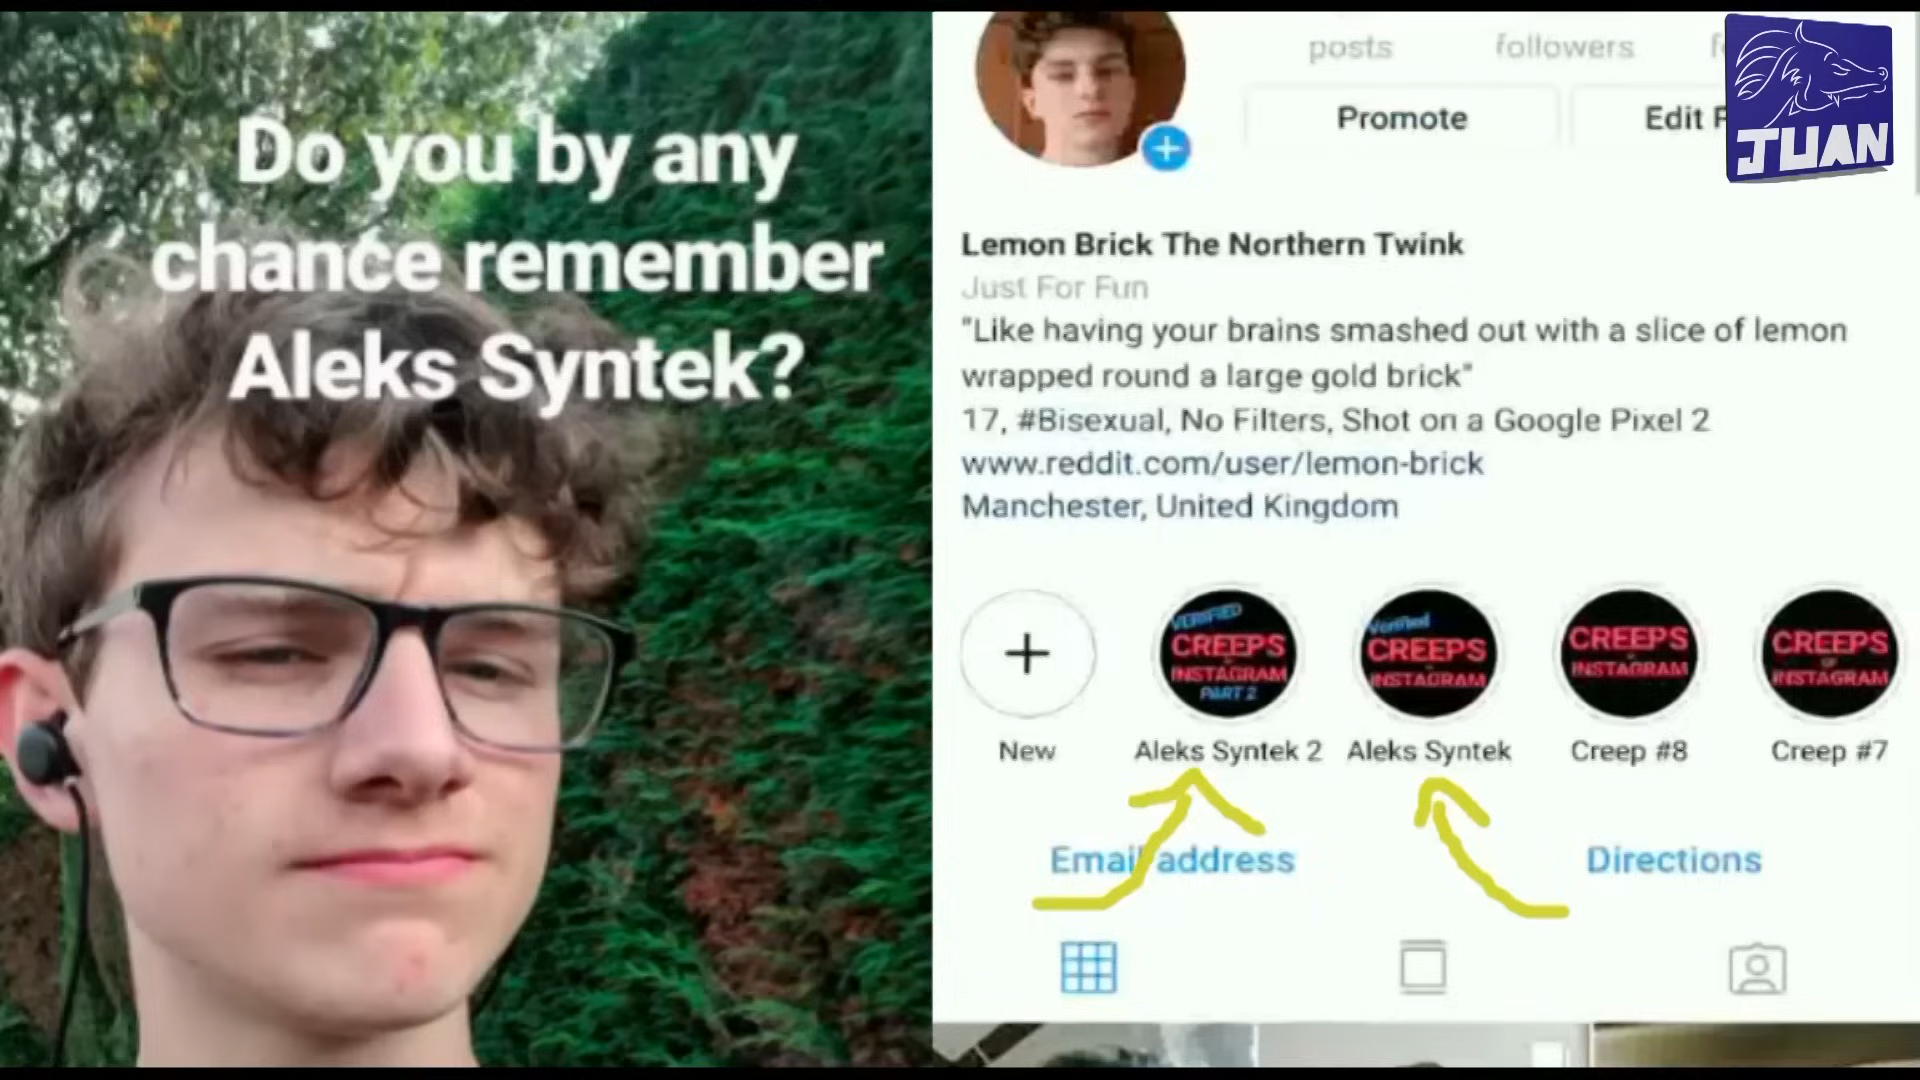 Do you by any
chance remember
Aleks Syntek?
posts followers
Promote
Edit
JUAN
Lemon Brick The Northern Twink
Just For Fun
"Like having your brains smashed out with a slice of lemon
wrapped round a large gold brick"
17, #Bisexual, No Filters, Shot on a Google Pixel 2
www.reddit.com/user/lemon-brick
Manchester, United Kingdom
VERIFIED
CREEPS
INSTAGRAM
PART 2
Verified
CREEPS
INSTAGRAM
CREEPS
INSTAGRAM
CREEPS
OF
INSTAGRAM
New
Aleks Syntek 2
Aleks Syntek
Creep #8
Creep #7
Email address
Directions